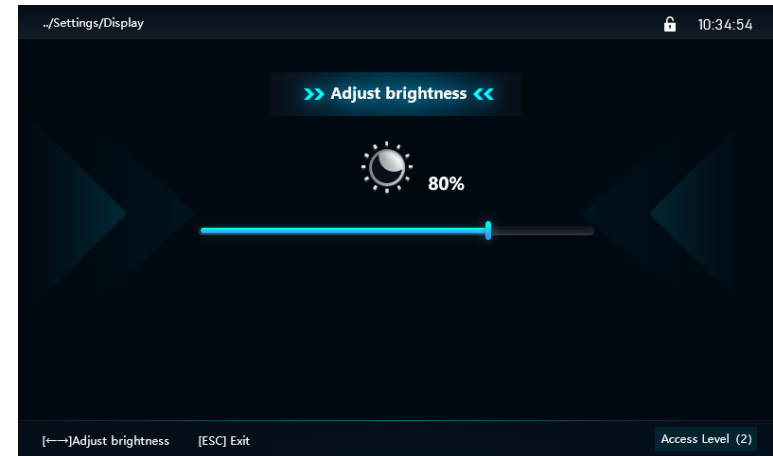 ../Settings/Display
10:34:54
Adjust brightness
80%
[←→]Adjust brightness
[ESC] Exit
Access Level (2)